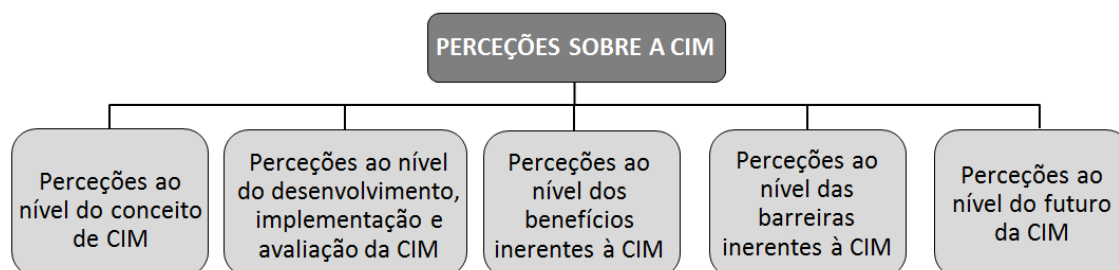 PERCEÇÕES SOBRE A CIM
Perceções ao
nível do conceito
de CIM
Perceções ao nível
do desenvolvimento,
implementação e
avaliação da CIM
Perceções ao
nível dos
benefícios
inerentes à CIM
Perceções ao
nível das
barreiras
inerentes à CIM
Perceções ao
nível do futuro
da CIM